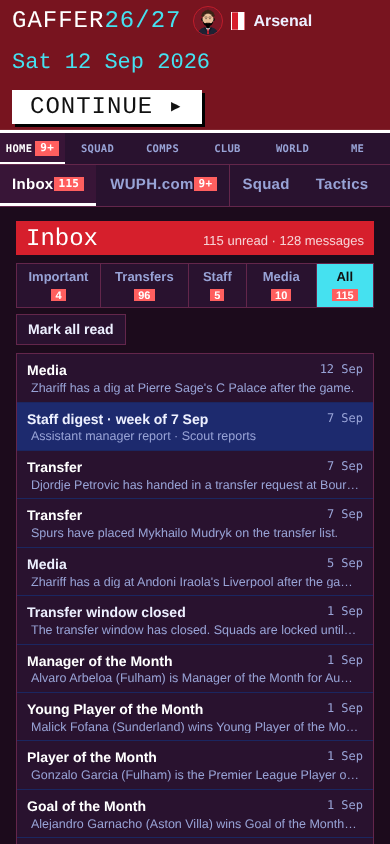 GAFFER26/27 Arsenal
Sat 12 Sep 2026
CONTINUE ►
HOME 9+ SQUAD COMPS CLUB WORLD ME
Inbox 115 WUPH.com 9+ Squad Tactics
Inbox 115 unread · 128 messages
Important Transfers Staff Media All
4 96 5 10 115
Mark all read
Media 12 Sep
Zhariff has a dig at Pierre Sage's C Palace after the game.
Staff digest · week of 7 Sep 7 Sep
Assistant manager report · Scout reports
Transfer 7 Sep
Djordje Petrovic has handed in a transfer request at Bour…
Transfer 7 Sep
Spurs have placed Mykhailo Mudryk on the transfer list.
Media 5 Sep
Zhariff has a dig at Andoni Iraola's Liverpool after the ga…
Transfer window closed 1 Sep
The transfer window has closed. Squads are locked until…
Manager of the Month 1 Sep
Alvaro Arbeloa (Fulham) is Manager of the Month for Au…
Young Player of the Month 1 Sep
Malick Fofana (Sunderland) wins Young Player of the Mo…
Player of the Month 1 Sep
Gonzalo Garcia (Fulham) is the Premier League Player o…
Goal of the Month 1 Sep
Alejandro Garnacho (Aston Villa) wins Goal of the Month…